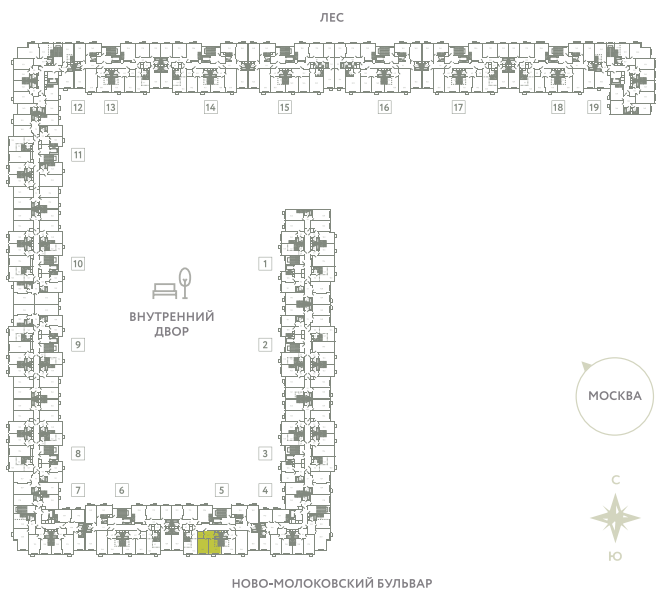 ЛЕС
12 13 14 15 16 17 18 19
11
10 1
ВНУТРЕННИЙ
ДВОР
9 2
МОСКВА
8 3
7 6 5 4
С
Ю
НОВО-МОЛОКОВСКИЙ БУЛЬВАР